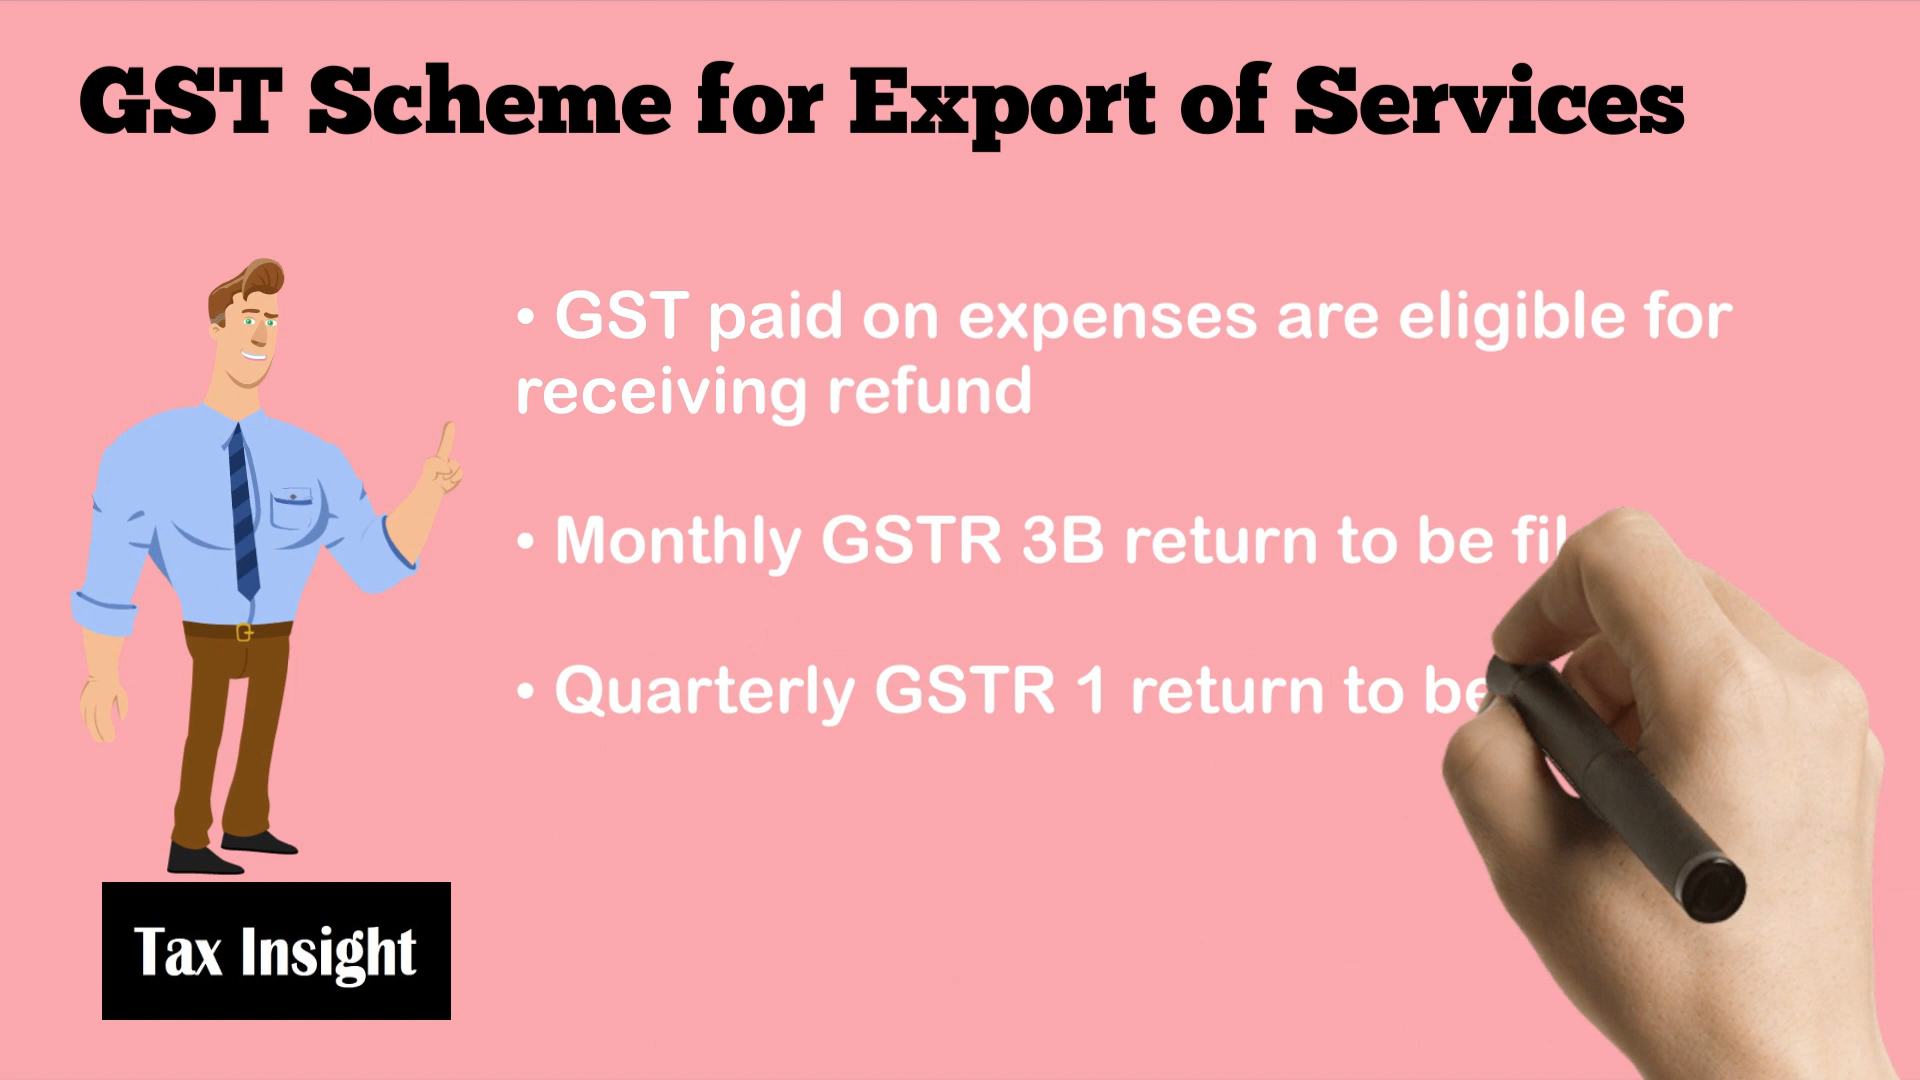 GST Scheme for Export of Services
• GST paid on expenses are eligible for
receiving refund
• Monthly GSTR 3B return to be
• Quarterly GSTR 1 return to be
Tax Insight